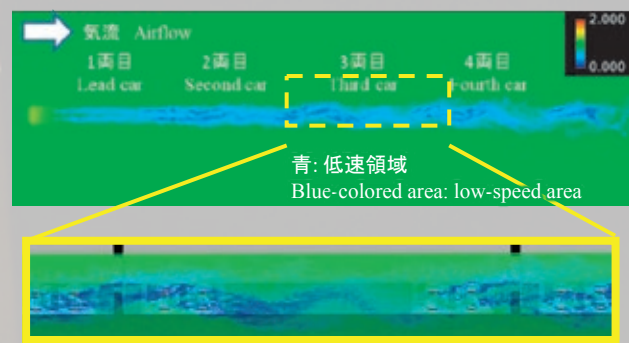 気流 Airflow
2.000
0.000
1両目 2両目 3両目 4両目
Lead car Second car Third car Fourth car
青: 低速領域
Blue-colored area: low-speed area